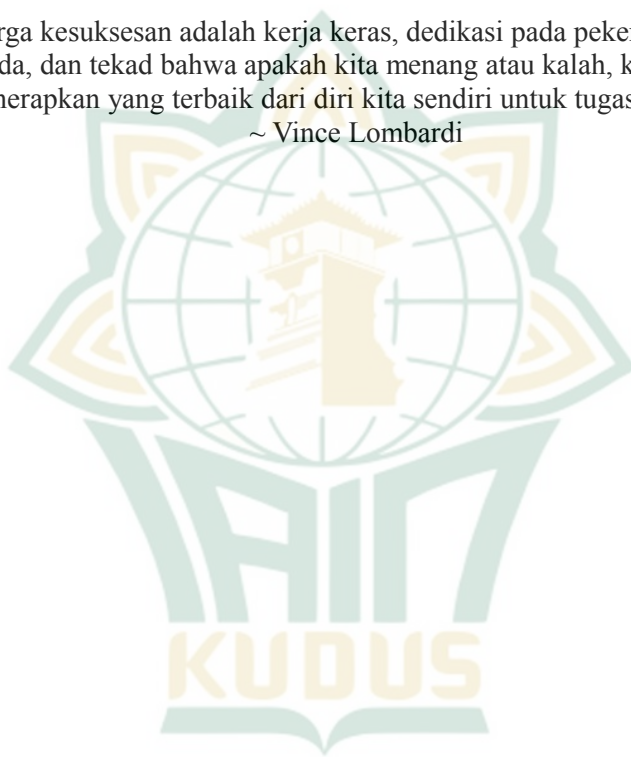 rga kesuksesan adalah kerja keras, dedikasi pada peker
da, dan tekad bahwa apakah kita menang atau kalah, k
nerapkan yang terbaik dari diri kita sendiri untuk tugas
~ Vince Lombardi
IAIN
KUDUS